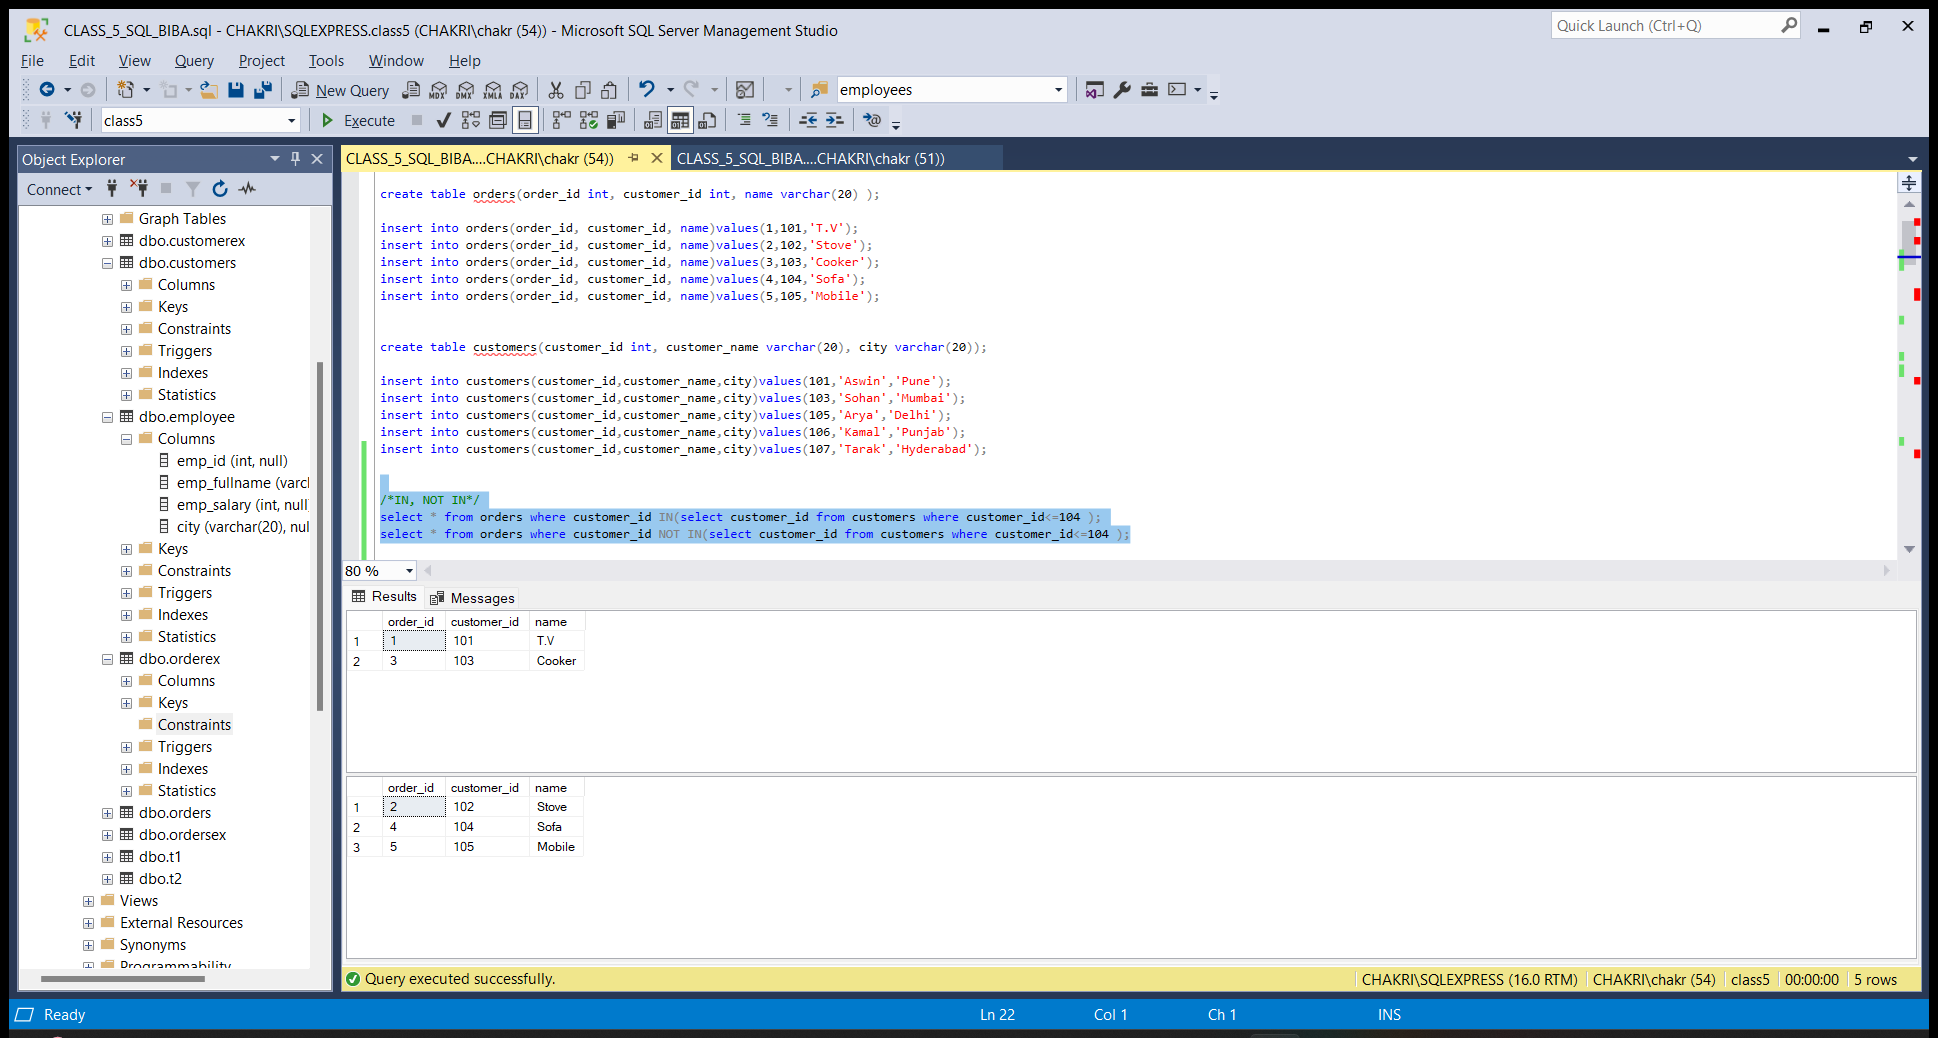 CLASS_5_SQL_BIBA.sql - CHAKRI\SQLEXPRESS.class5 (CHAKRI\chakr (54)) - Microsoft SQL Server Management Studio
Quick Launch (Ctrl+Q)
File Edit View Query Project Tools Window Help
New Query MDX DMX XMLA DAX employees
class5 Execute
Object Explorer
Connect
Graph Tables
dbo.customerex
dbo.customers
Columns
Keys
Constraints
Triggers
Indexes
Statistics
dbo.employee
Columns
emp_id (int, null)
emp_fullname (varcl
emp_salary (int, null
city (varchar(20), nul
Keys
Constraints
Triggers
Indexes
Statistics
dbo.orderex
Columns
Keys
Constraints
Triggers
Indexes
Statistics
dbo.orders
dbo.ordersex
dbo.t1
dbo.t2
Views
External Resources
Synonyms
Programmability
CLASS_5_SQL_BIBA....CHAKRI\chakr (54)) CLASS_5_SQL_BIBA....CHAKRI\chakr (51))
create table orders(order_id int, customer_id int, name varchar(20) );
insert into orders(order_id, customer_id, name)values(1,101,'T.V');
insert into orders(order_id, customer_id, name)values(2,102,'Stove');
insert into orders(order_id, customer_id, name)values(3,103,'Cooker');
insert into orders(order_id, customer_id, name)values(4,104,'Sofa');
insert into orders(order_id, customer_id, name)values(5,105,'Mobile');
create table customers(customer_id int, customer_name varchar(20), city varchar(20));
insert into customers(customer_id,customer_name,city)values(101,'Aswin','Pune');
insert into customers(customer_id,customer_name,city)values(103,'Sohan','Mumbai');
insert into customers(customer_id,customer_name,city)values(105,'Arya','Delhi');
insert into customers(customer_id,customer_name,city)values(106,'Kamal','Punjab');
insert into customers(customer_id,customer_name,city)values(107,'Tarak','Hyderabad');
/*IN, NOT IN*/
select * from orders where customer_id IN(select customer_id from customers where customer_id<=104 );
select * from orders where customer_id NOT IN(select customer_id from customers where customer_id<=104 );
80 %
Results Messages
order_id customer_id name
1 1 101 T.V
2 3 103 Cooker
order_id customer_id name
1 2 102 Stove
2 4 104 Sofa
3 5 105 Mobile
Query executed successfully. CHAKRI\SQLEXPRESS (16.0 RTM) CHAKRI\chakr (54) class5 00:00:00 5 rows
Ready Ln 22 Col 1 Ch 1 INS